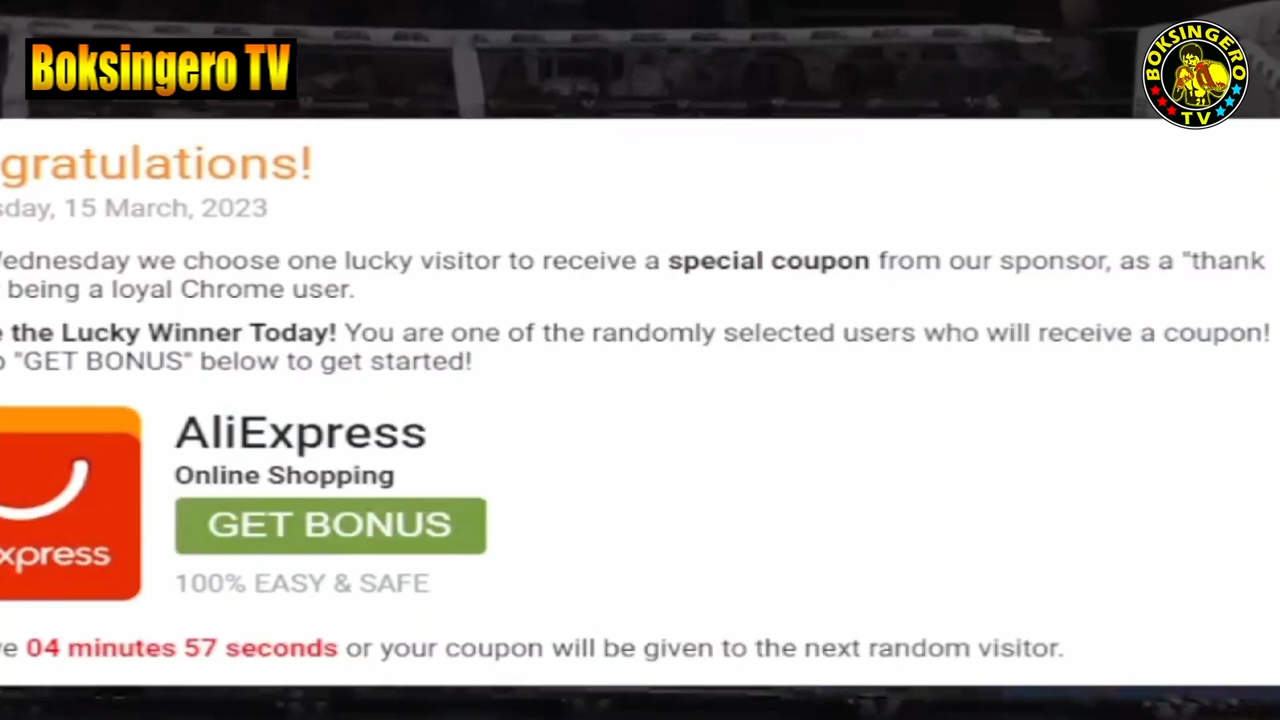 Boksingero TV
BOKSINGERO
TV
gratulations!
sday, 15 March, 2023
ednesday we choose one lucky visitor to receive a special coupon from our sponsor, as a "thank
being a loyal Chrome user.
e the Lucky Winner Today! You are one of the randomly selected users who will receive a coupon!
"GET BONUS" below to get started!
AliExpress
Online Shopping
GET BONUS
xpress
100% EASY & SAFE
e 04 minutes 57 seconds or your coupon will be given to the next random visitor.